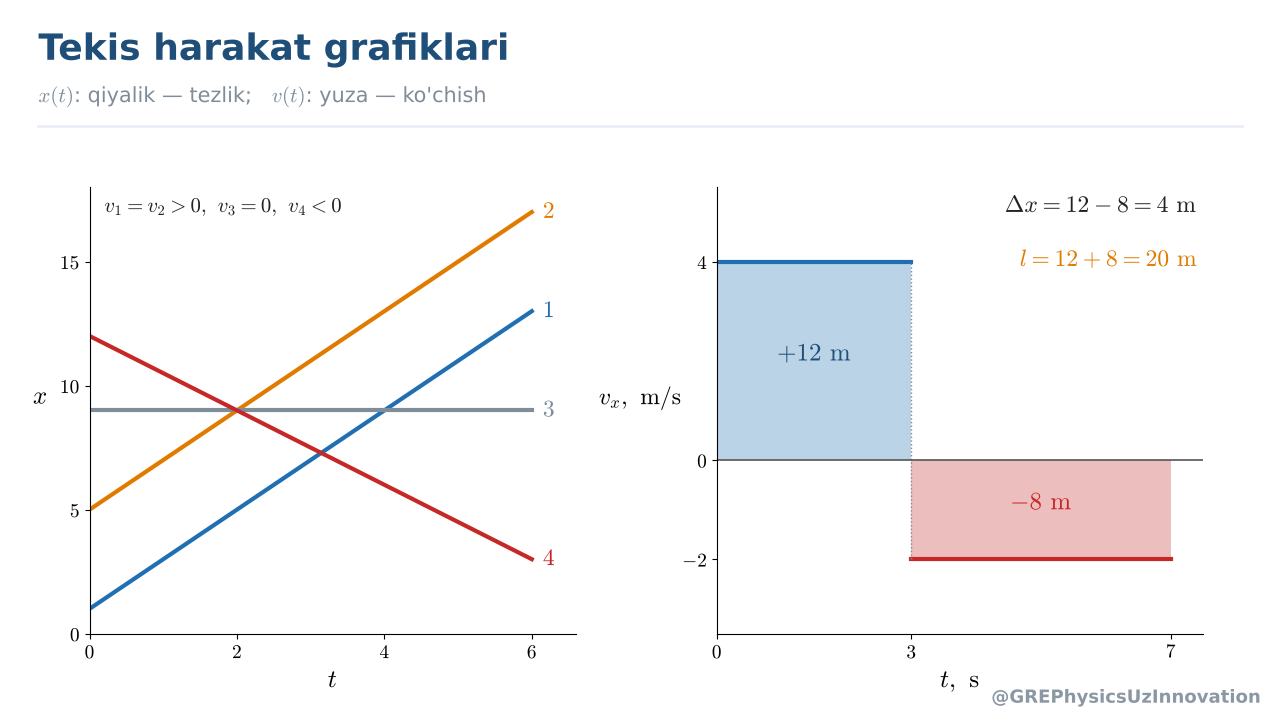 Tekis harakat grafiklari
x(t): qiyalik — tezlik;   v(t): yuza — ko'chish
v₁ = v₂ > 0,  v₃ = 0,  v₄ < 0
2
1
3
4
15
10
5
0
x
0 2 4 6
t
Δx = 12 − 8 = 4 m
l = 12 + 8 = 20 m
+12 m
−8 m
4
0
−2
vₓ, m/s
0 3 7
t, s
@GREPhysicsUzInnovation